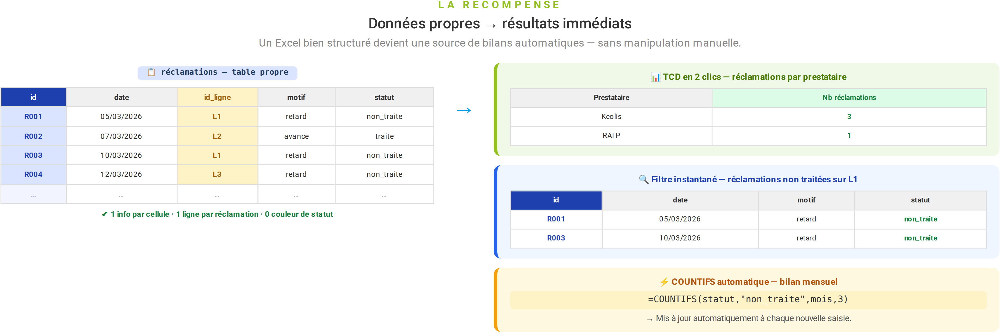 LA RÉCOMPENSE
Données propres → résultats immédiats
Un Excel bien structuré devient une source de bilans automatiques — sans manipulation manuelle.
📋 réclamations — table propre
id date id_ligne motif statut
R001 05/03/2026 L1 retard non_traite
R002 07/03/2026 L2 avance traite
R003 10/03/2026 L1 retard non_traite
R004 12/03/2026 L3 retard non_traite
... ... ... ... ...
✔ 1 info par cellule · 1 ligne par réclamation · 0 couleur de statut
→
📊 TCD en 2 clics — réclamations par prestataire
Prestataire Nb réclamations
Keolis 3
RATP 1
🔍 Filtre instantané — réclamations non traitées sur L1
id date motif statut
R001 05/03/2026 retard non_traite
R003 10/03/2026 retard non_traite
⚡ COUNTIFS automatique — bilan mensuel
=COUNTIFS(statut,"non_traite",mois,3)
→ Mis à jour automatiquement à chaque nouvelle saisie.